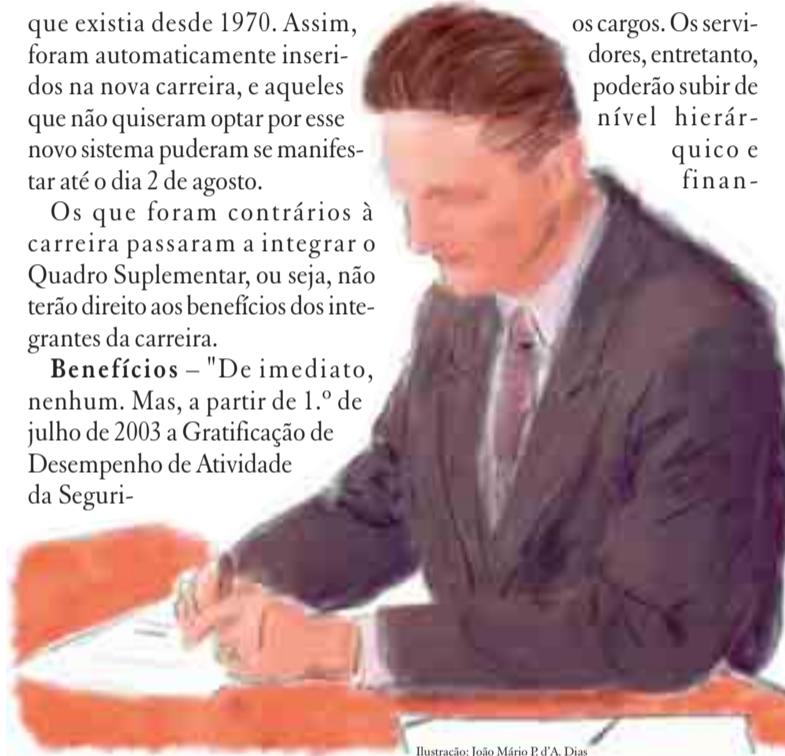 que existia desde 1970. Assim,
foram automaticamente inseri-
dos na nova carreira, e aqueles
que não quiseram optar por esse
novo sistema puderam se manifes-
tar até o dia 2 de agosto.
Os que foram contrários à
carreira passaram a integrar o
Quadro Suplementar, ou seja, não
terão direito aos benefícios dos inte-
grantes da carreira.
Benefícios – "De imediato,
nenhum. Mas, a partir de 1.º de
julho de 2003 a Gratificação de
Desempenho de Atividade
da Seguri-
os cargos. Os servi-
dores, entretanto,
poderão subir de
nível hierár-
quico e
finan-
Ilustração: João Mário P. d'A. Dias